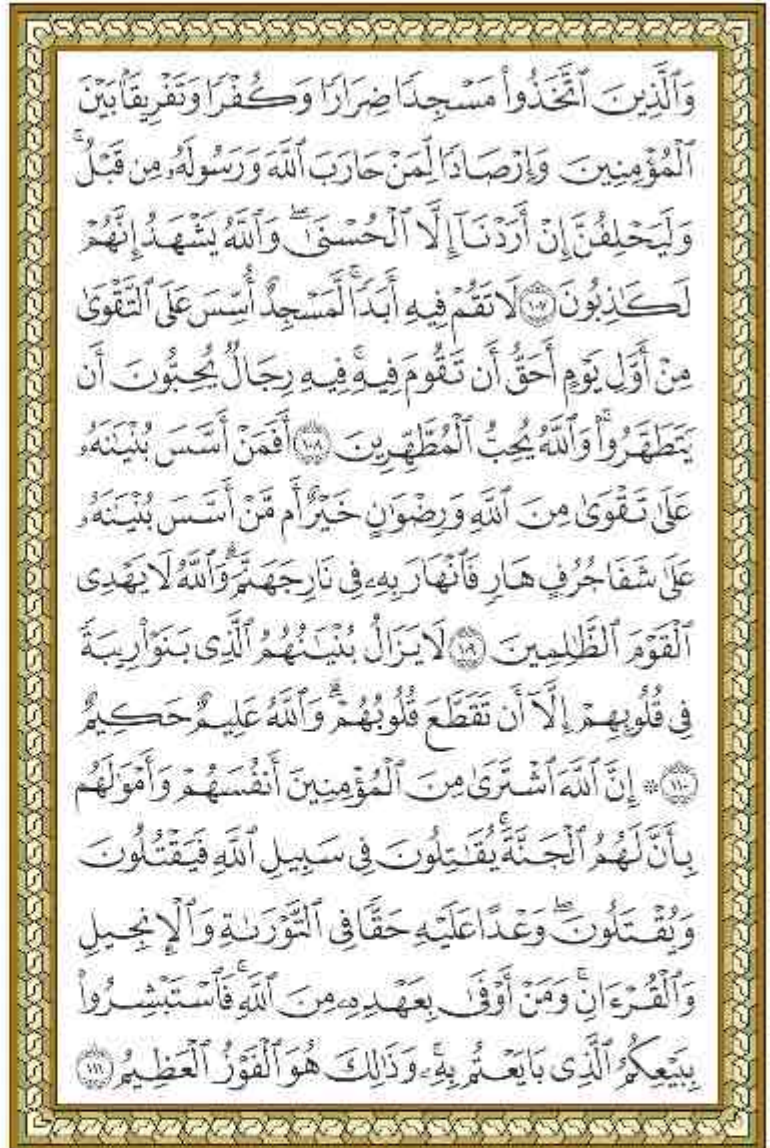 وَٱلَّذِينَ ٱتَّخَذُوا۟ مَسْجِدًا ضِرَارًا وَكُفْرًا وَتَفْرِيقًۢا بَيْنَ
ٱلْمُؤْمِنِينَ وَإِرْصَادًا لِّمَنْ حَارَبَ ٱللَّهَ وَرَسُولَهُۥ مِن قَبْلُ ۚ
وَلَيَحْلِفُنَّ إِنْ أَرَدْنَآ إِلَّا ٱلْحُسْنَىٰ ۖ وَٱللَّهُ يَشْهَدُ إِنَّهُمْ
لَكَـٰذِبُونَ ١٠٧ لَا تَقُمْ فِيهِ أَبَدًا ۚ لَّمَسْجِدٌ أُسِّسَ عَلَى ٱلتَّقْوَىٰ
مِنْ أَوَّلِ يَوْمٍ أَحَقُّ أَن تَقُومَ فِيهِ ۚ فِيهِ رِجَالٌ يُحِبُّونَ أَن
يَتَطَهَّرُوا۟ ۚ وَٱللَّهُ يُحِبُّ ٱلْمُطَّهِّرِينَ ١٠٨ أَفَمَنْ أَسَّسَ بُنْيَـٰنَهُۥ
عَلَىٰ تَقْوَىٰ مِنَ ٱللَّهِ وَرِضْوَٰنٍ خَيْرٌ أَم مَّنْ أَسَّسَ بُنْيَـٰنَهُۥ
عَلَىٰ شَفَا جُرُفٍ هَارٍ فَٱنْهَارَ بِهِۦ فِى نَارِ جَهَنَّمَ ۗ وَٱللَّهُ لَا يَهْدِى
ٱلْقَوْمَ ٱلظَّـٰلِمِينَ ١٠٩ لَا يَزَالُ بُنْيَـٰنُهُمُ ٱلَّذِى بَنَوْا۟ رِيبَةً
فِى قُلُوبِهِمْ إِلَّآ أَن تَقَطَّعَ قُلُوبُهُمْ ۗ وَٱللَّهُ عَلِيمٌ حَكِيمٌ
١١٠ ۞ إِنَّ ٱللَّهَ ٱشْتَرَىٰ مِنَ ٱلْمُؤْمِنِينَ أَنفُسَهُمْ وَأَمْوَٰلَهُم
بِأَنَّ لَهُمُ ٱلْجَنَّةَ ۚ يُقَـٰتِلُونَ فِى سَبِيلِ ٱللَّهِ فَيَقْتُلُونَ
وَيُقْتَلُونَ ۖ وَعْدًا عَلَيْهِ حَقًّا فِى ٱلتَّوْرَىٰةِ وَٱلْإِنجِيلِ
وَٱلْقُرْءَانِ ۚ وَمَنْ أَوْفَىٰ بِعَهْدِهِۦ مِنَ ٱللَّهِ ۚ فَٱسْتَبْشِرُوا۟
بِبَيْعِكُمُ ٱلَّذِى بَايَعْتُم بِهِۦ ۚ وَذَٰلِكَ هُوَ ٱلْفَوْزُ ٱلْعَظِيمُ ١١١